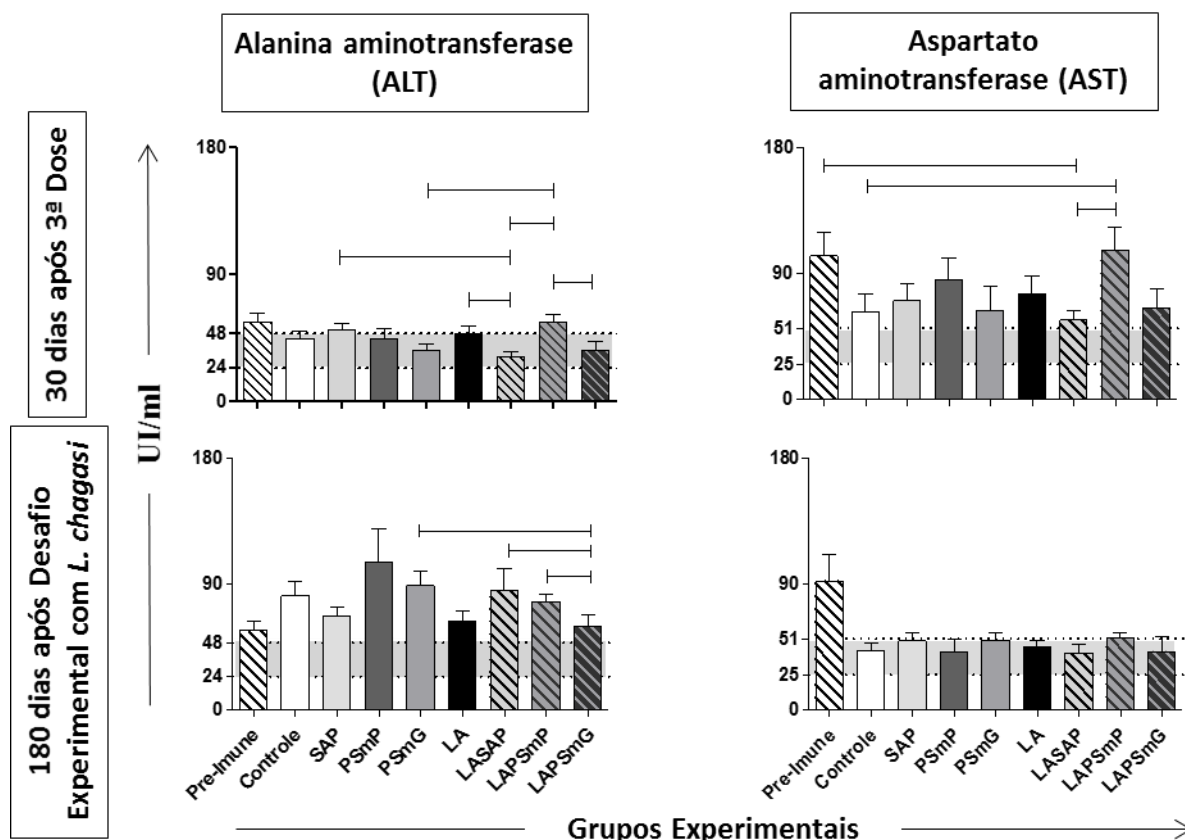 Alanina aminotransferase
(ALT)
Aspartato
aminotransferase (AST)
30 dias após 3ª Dose
180 dias após Desafio
Experimental com L. chagasi
UI/ml
180
90
48
24
0
180
90
51
25
0
180
90
48
24
0
Pre-Imune
Controle
SAP
PSmP
PSmG
LA
LASAP
LAPSmP
LAPSmG
180
90
51
25
0
Pre-Imune
Controle
SAP
PSmP
PSmG
LA
LASAP
LAPSmP
LAPSmG
Grupos Experimentais